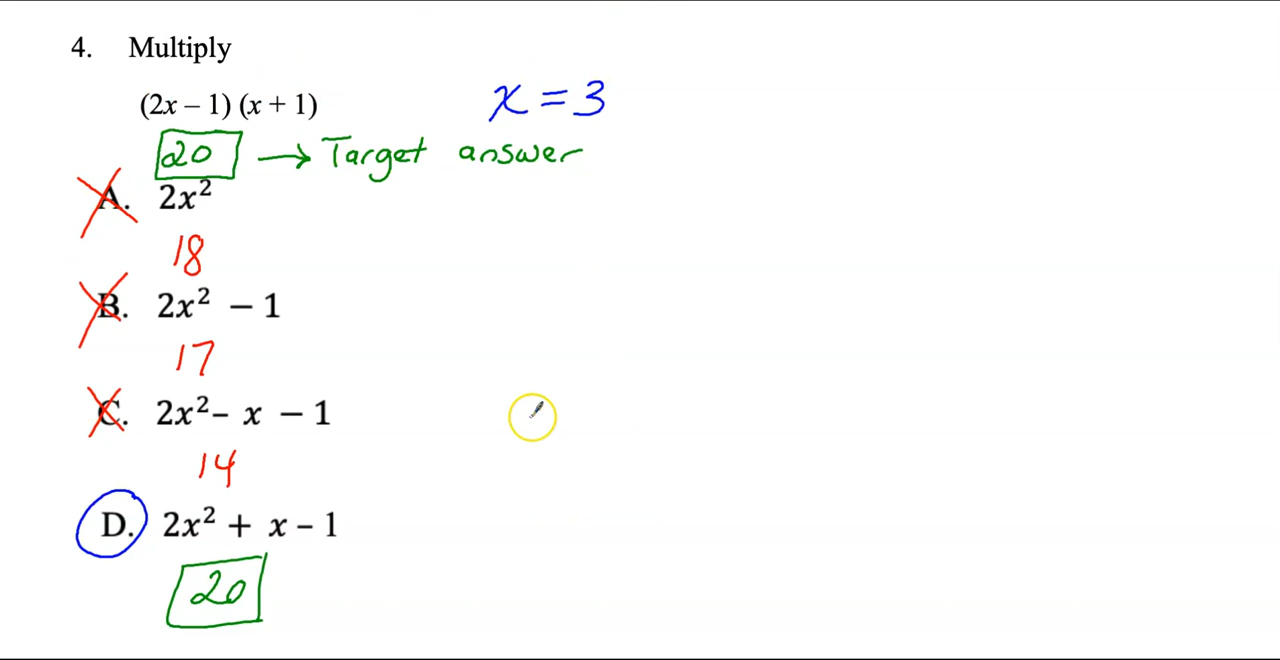 4. Multiply
(2x – 1) (x + 1) x = 3
20 → Target answer
A. 2x²
18
B. 2x² − 1
17
C. 2x²− x − 1
14
D. 2x² + x − 1
20